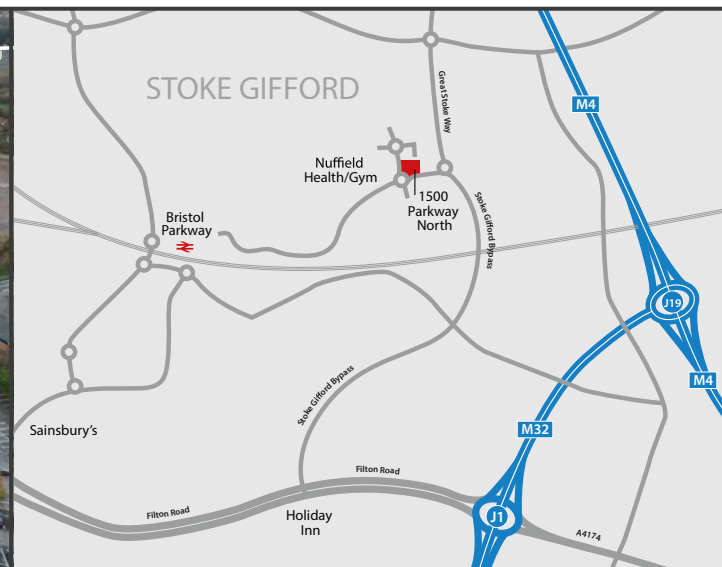 STOKE GIFFORD
M4
Great Stoke Way
Nuffield
Health/Gym
1500
Parkway
North
Stoke Gifford Bypass
Bristol
Parkway
J19
M4
Stoke Gifford Bypass
Sainsbury's
M32
Filton Road
Filton Road
Holiday
Inn
J1
A4174